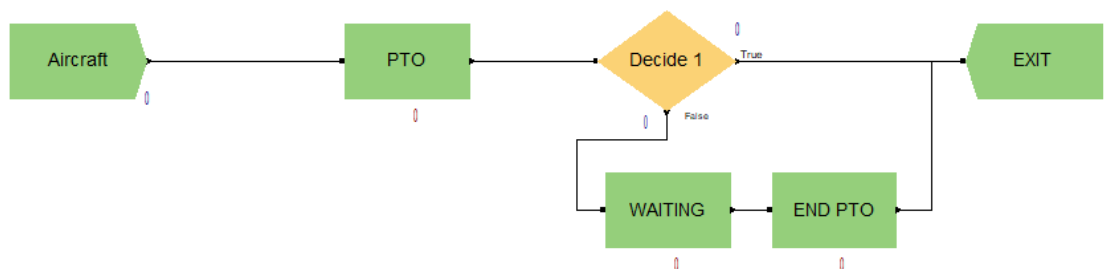 Aircraft
PTO
Decide 1
0
True
EXIT
0
0
0
False
WAITING
END PTO
0
0